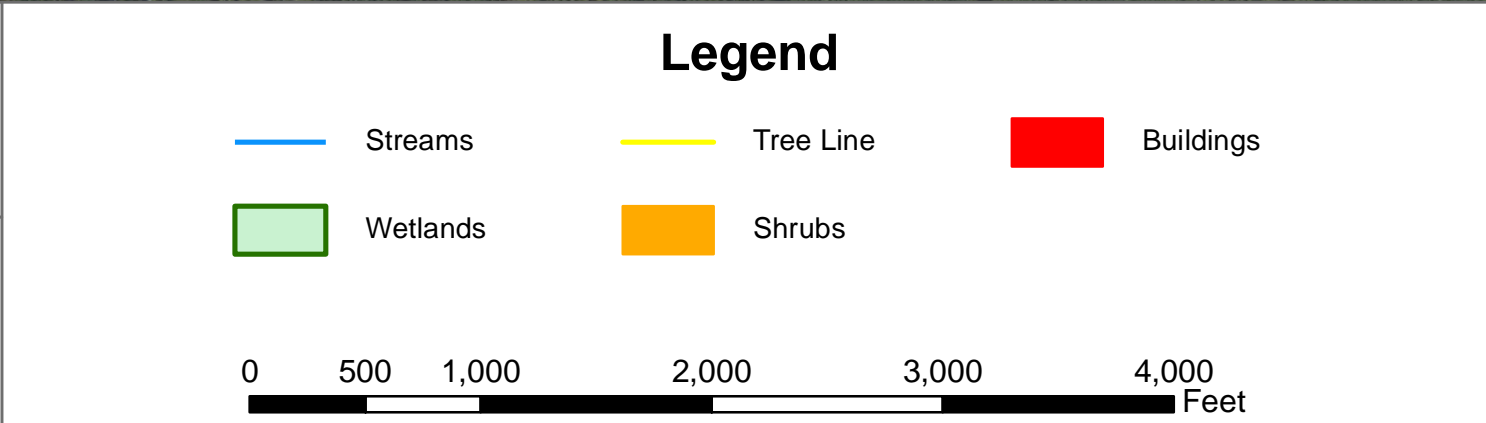 Legend
Streams Tree Line Buildings
Wetlands Shrubs
0 500 1,000 2,000 3,000 4,000
Feet